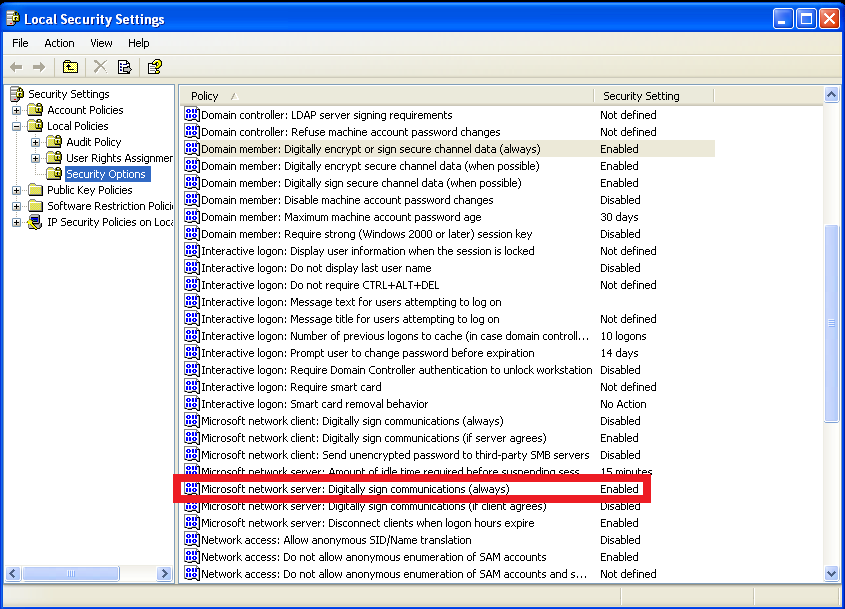 Local Security Settings
File Action View Help
Security Settings
Account Policies
Local Policies
Audit Policy
User Rights Assignmen
Security Options
Public Key Policies
Software Restriction Polici
IP Security Policies on Loca
Policy Security Setting
Domain controller: LDAP server signing requirements Not defined
Domain controller: Refuse machine account password changes Not defined
Domain member: Digitally encrypt or sign secure channel data (always) Enabled
Domain member: Digitally encrypt secure channel data (when possible) Enabled
Domain member: Digitally sign secure channel data (when possible) Enabled
Domain member: Disable machine account password changes Disabled
Domain member: Maximum machine account password age 30 days
Domain member: Require strong (Windows 2000 or later) session key Disabled
Interactive logon: Display user information when the session is locked Not defined
Interactive logon: Do not display last user name Disabled
Interactive logon: Do not require CTRL+ALT+DEL Not defined
Interactive logon: Message text for users attempting to log on
Interactive logon: Message title for users attempting to log on Not defined
Interactive logon: Number of previous logons to cache (in case domain controll... 10 logons
Interactive logon: Prompt user to change password before expiration 14 days
Interactive logon: Require Domain Controller authentication to unlock workstation Disabled
Interactive logon: Require smart card Not defined
Interactive logon: Smart card removal behavior No Action
Microsoft network client: Digitally sign communications (always) Disabled
Microsoft network client: Digitally sign communications (if server agrees) Enabled
Microsoft network client: Send unencrypted password to third-party SMB servers Disabled
Microsoft network server: Amount of idle time required before suspending sess... 15 minutes
Microsoft network server: Digitally sign communications (always) Enabled
Microsoft network server: Digitally sign communications (if client agrees) Disabled
Microsoft network server: Disconnect clients when logon hours expire Enabled
Network access: Allow anonymous SID/Name translation Disabled
Network access: Do not allow anonymous enumeration of SAM accounts Enabled
Network access: Do not allow anonymous enumeration of SAM accounts and s... Not defined